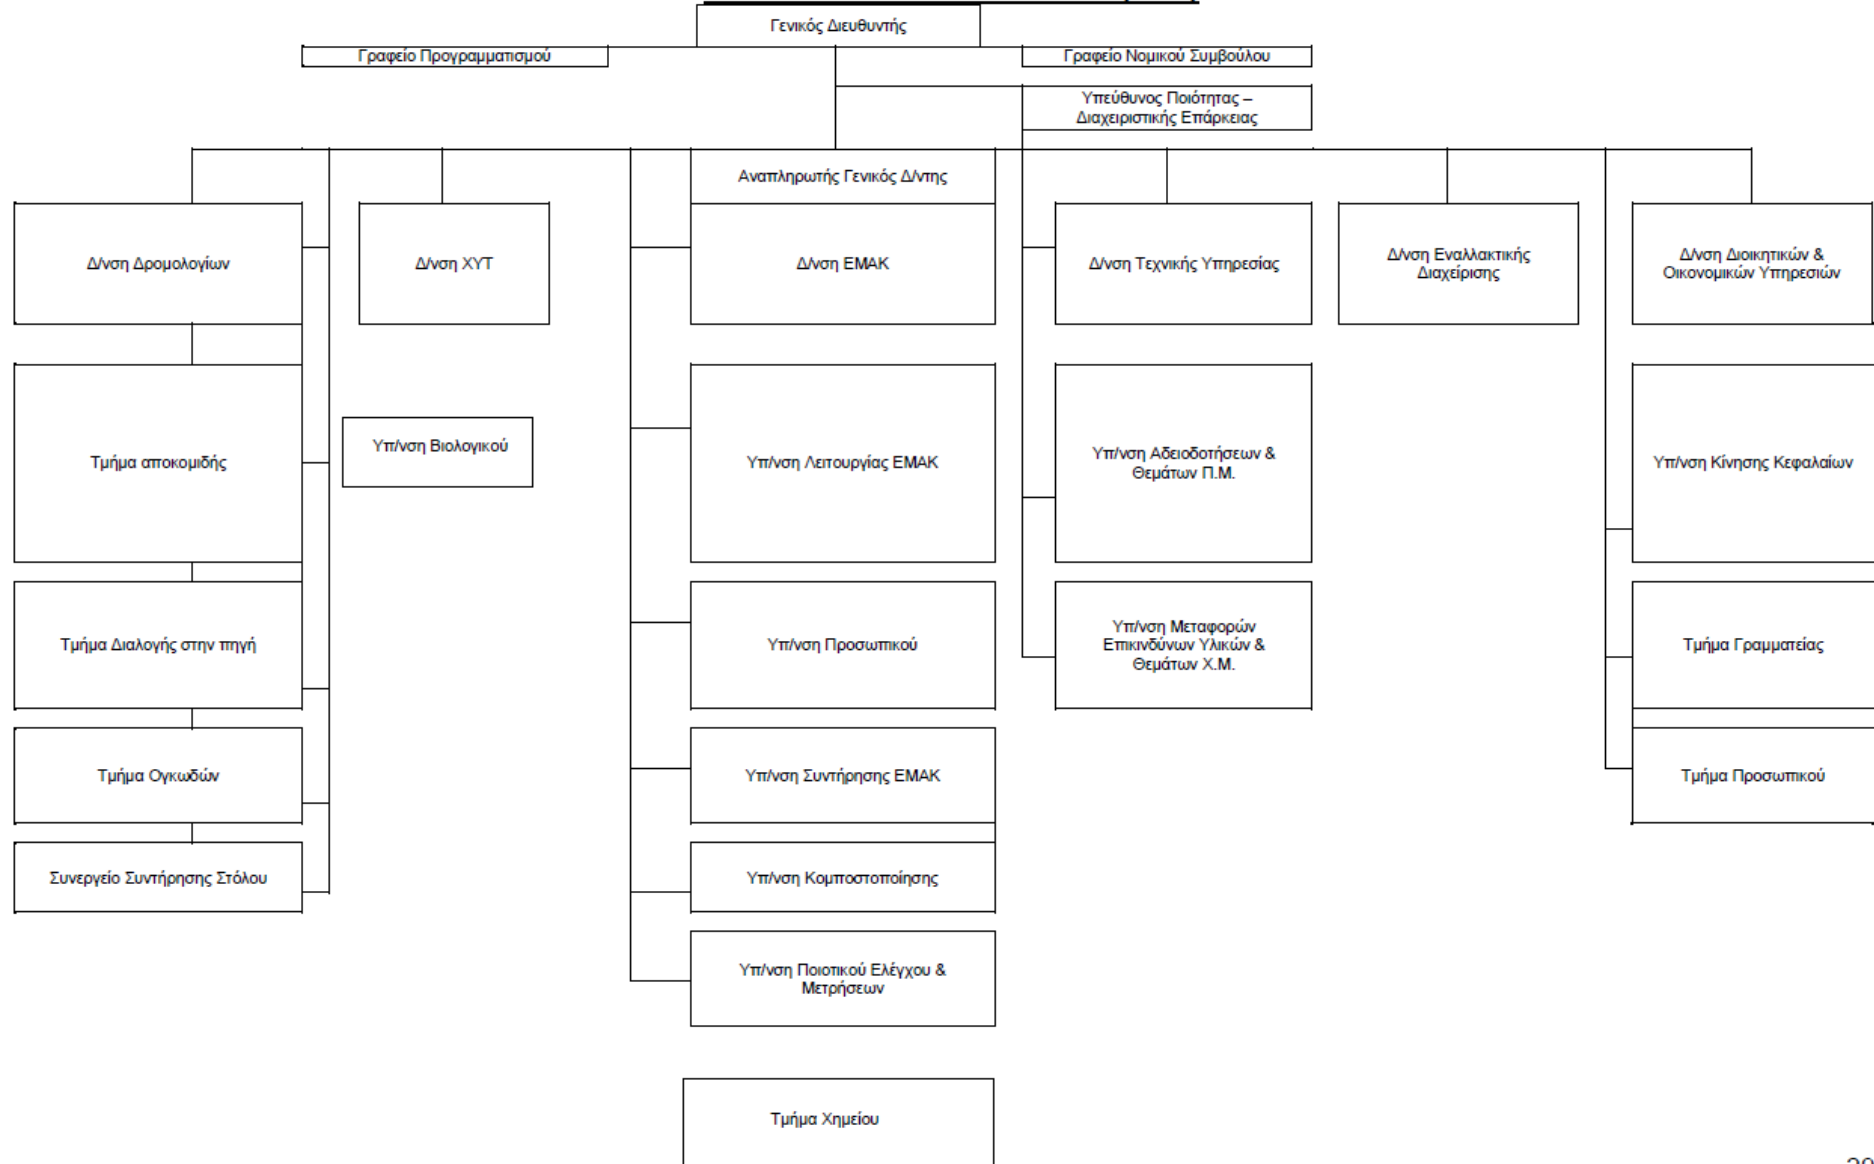 Γενικός Διευθυντής
Γραφείο Προγραμματισμού
Γραφείο Νομικού Συμβούλου
Υπεύθυνος Ποιότητας –
Διαχειριστικής Επάρκειας
Αναπληρωτής Γενικός Δ/ντης
Δ/νση Δρομολογίων
Δ/νση ΧΥΤ
Δ/νση ΕΜΑΚ
Δ/νση Τεχνικής Υπηρεσίας
Δ/νση Εναλλακτικής
Διαχείρισης
Δ/νση Διοικητικών &
Οικονομικών Υπηρεσιών
Τμήμα αποκομιδής
Υπ/νση Βιολογικού
Υπ/νση Λειτουργίας ΕΜΑΚ
Υπ/νση Αδειοδοτήσεων &
Θεμάτων Π.Μ.
Υπ/νση Κίνησης Κεφαλαίων
Τμήμα Διαλογής στην πηγή
Υπ/νση Προσωπικού
Υπ/νση Μεταφορών
Επικινδύνων Υλικών &
Θεμάτων Χ.Μ.
Τμήμα Γραμματείας
Τμήμα Ογκωδών
Υπ/νση Συντήρησης ΕΜΑΚ
Τμήμα Προσωπικού
Συνεργείο Συντήρησης Στόλου
Υπ/νση Κομποστοποίησης
Υπ/νση Ποιοτικού Ελέγχου &
Μετρήσεων
Τμήμα Χημείου